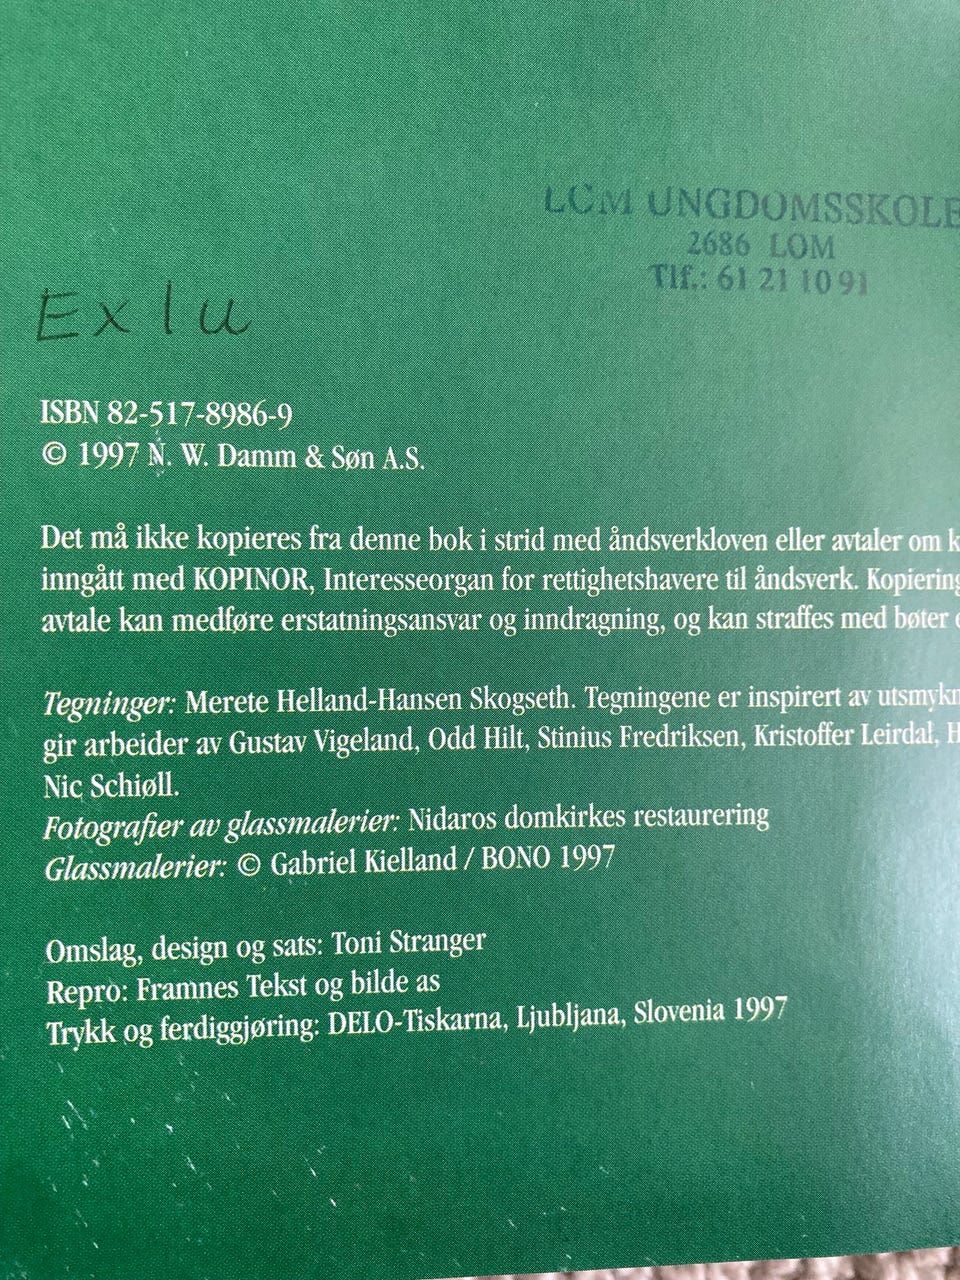 LOM UNGDOMSSKOLE
2686 LOM
Tlf.: 61 21 10 91
Ex lu
ISBN 82-517-8986-9
© 1997 N. W. Damm & Søn A.S.
Det må ikke kopieres fra denne bok i strid med åndsverkloven eller avtaler om k
inngått med KOPINOR, Interesseorgan for rettighetshavere til åndsverk. Kopiering
avtale kan medføre erstatningsansvar og inndragning, og kan straffes med bøter e
Tegninger: Merete Helland-Hansen Skogseth. Tegningene er inspirert av utsmykn
gir arbeider av Gustav Vigeland, Odd Hilt, Stinius Fredriksen, Kristoffer Leirdal, H
Nic Schiøll.
Fotografier av glassmalerier: Nidaros domkirkes restaurering
Glassmalerier: © Gabriel Kielland / BONO 1997
Omslag, design og sats: Toni Stranger
Repro: Framnes Tekst og bilde as
Trykk og ferdiggjøring: DELO-Tiskarna, Ljubljana, Slovenia 1997